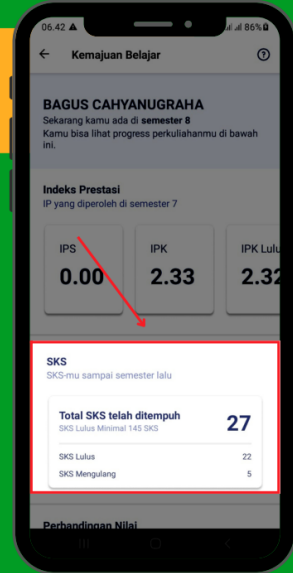 06.42
86%
Kemajuan Belajar
BAGUS CAHYANUGRAHA
Sekarang kamu ada di semester 8
Kamu bisa lihat progress perkuliahanmu di bawah
ini.
Indeks Prestasi
IP yang diperoleh di semester 7
IPS
IPK
IPK Lulu
0.00
2.33
2.32
SKS
SKS-mu sampai semester lalu
Total SKS telah ditempuh
SKS Lulus Minimal 145 SKS
27
SKS Lulus
22
SKS Mengulang
5
Perbandingan Nilai